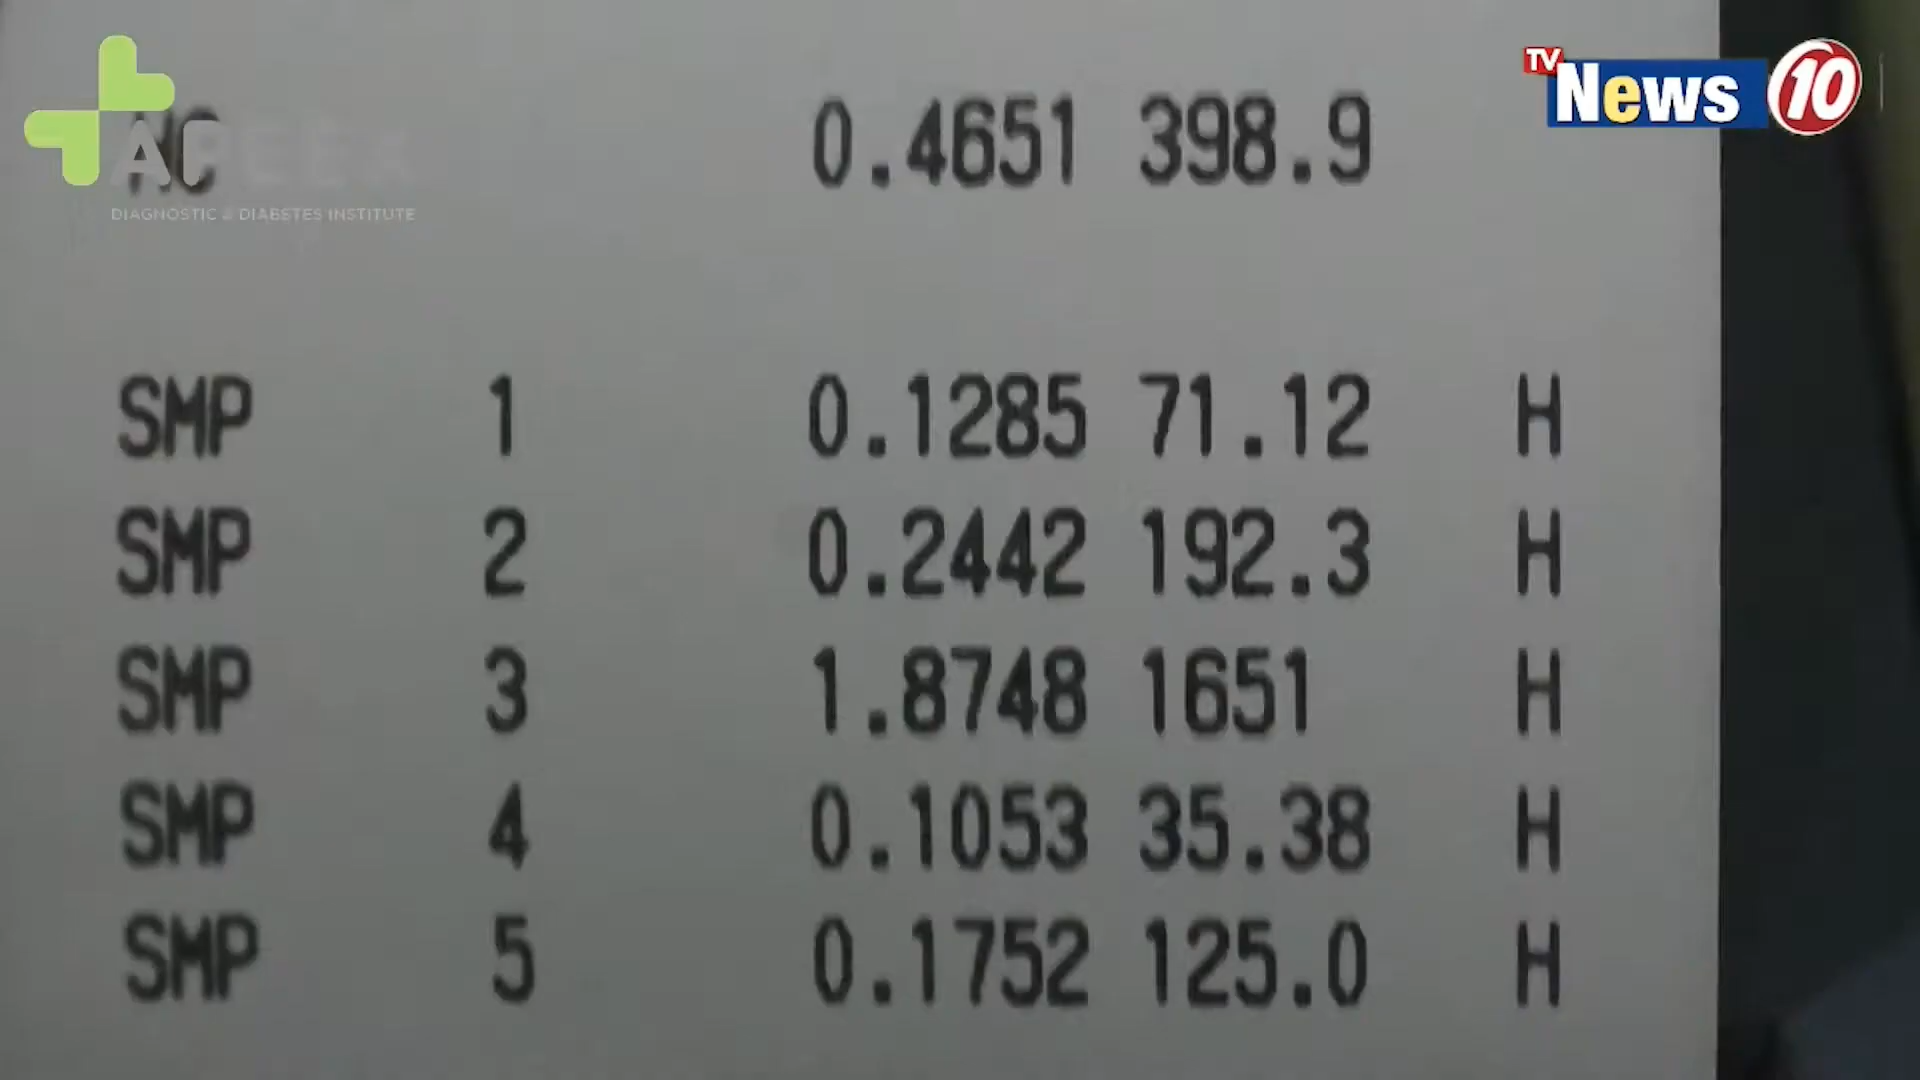 TV News 10
NC 0.4651 398.9
APEEX
DIAGNOSTIC & DIABETES INSTITUTE
SMP 1 0.1285 71.12 H
SMP 2 0.2442 192.3 H
SMP 3 1.8748 1651 H
SMP 4 0.1053 35.38 H
SMP 5 0.1752 125.0 H